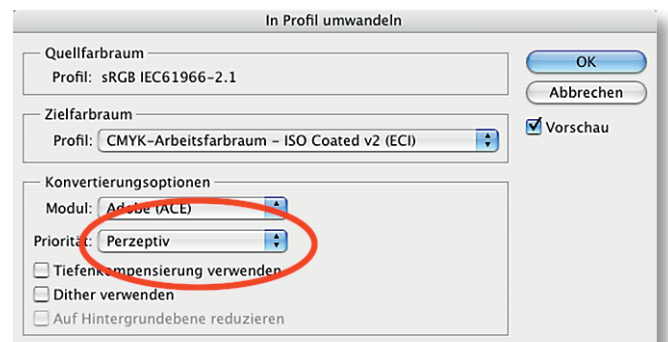 In Profil umwandeln
Quellfarbraum
Profil: sRGB IEC61966-2.1
Zielfarbraum
Profil: CMYK-Arbeitsfarbraum – ISO Coated v2 (ECI)
Konvertierungsoptionen
Modul: Adobe (ACE)
Priorität: Perzeptiv
Tiefenkompensierung verwenden
Dither verwenden
Auf Hintergrundebene reduzieren
OK
Abbrechen
Vorschau